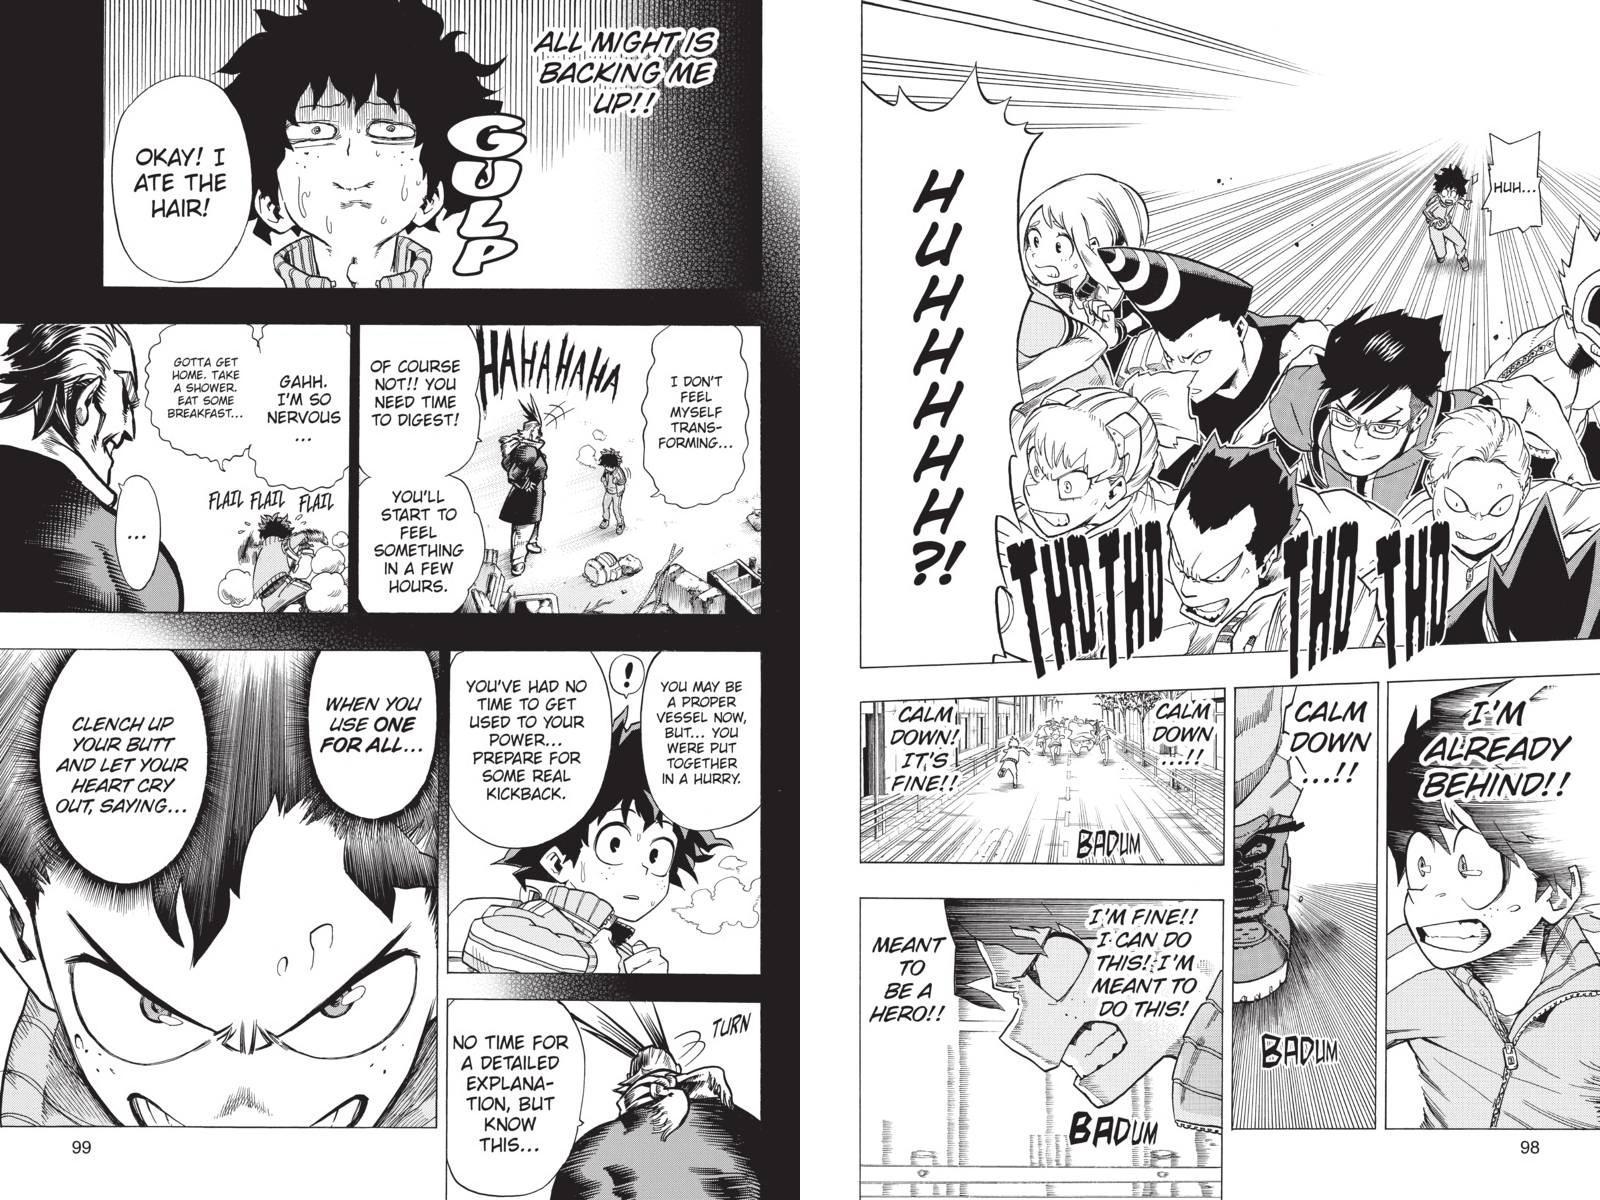 HUH...
HUHHHHHHH?!
THD THD
THD THD
I'M
ALREADY
BEHIND!!
CALM
DOWN
...!!
BADUM
CALM
DOWN
...!!
CALM
DOWN!
IT'S
FINE!!
BADUM
I'M FINE!!
I CAN DO
THIS! I'M
MEANT TO
DO THIS!
MEANT
TO
BE A
HERO!!
BADUM
98
ALL MIGHT IS
BACKING ME
UP!!
GULP
OKAY! I
ATE THE
HAIR!
I DON'T
FEEL
MYSELF
TRANS-
FORMING...
HAHAHAHA
OF COURSE
NOT!! YOU
NEED TIME
TO DIGEST!
YOU'LL
START TO
FEEL
SOMETHING
IN A FEW
HOURS.
GAHH.
I'M SO
NERVOUS
...
GOTTA GET
HOME. TAKE
A SHOWER.
EAT SOME
BREAKFAST...
FLAIL FLAIL FLAIL
...
YOU MAY BE
A PROPER
VESSEL NOW,
BUT... YOU
WERE PUT
TOGETHER
IN A HURRY.
!
YOU'VE HAD NO
TIME TO GET
USED TO YOUR
POWER...
PREPARE FOR
SOME REAL
KICKBACK.
TURN
NO TIME FOR
A DETAILED
EXPLANA-
TION, BUT
KNOW
THIS...
WHEN YOU
USE ONE
FOR ALL...
CLENCH UP
YOUR BUTT
AND LET YOUR
HEART CRY
OUT, SAYING...
99